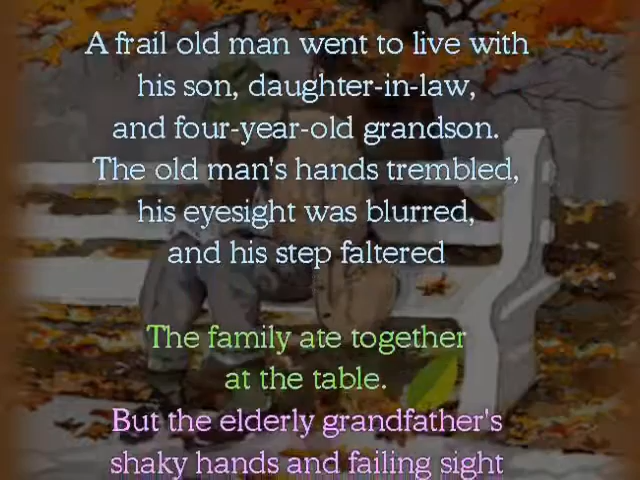 A frail old man went to live with
his son, daughter-in-law,
and four-year-old grandson.
The old man's hands trembled,
his eyesight was blurred,
and his step faltered
The family ate together
at the table.
But the elderly grandfather's
shaky hands and failing sight